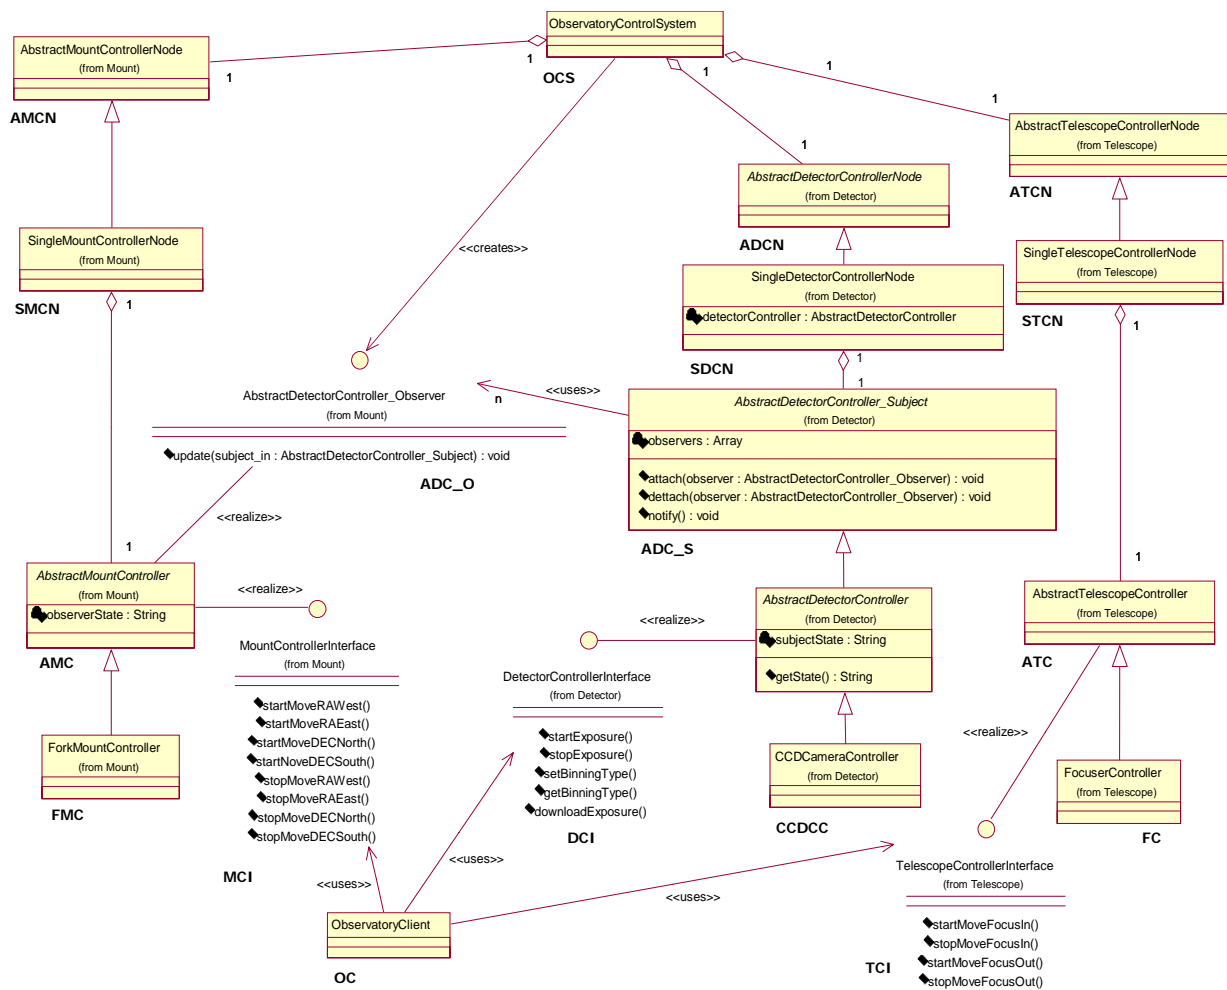 ObservatoryControlSystem
OCS
AbstractMountControllerNode
(from Mount)
AMCN
1
1
1
1
1
1
AbstractTelescopeControllerNode
(from Telescope)
ATCN
AbstractDetectorControllerNode
(from Detector)
ADCN
<<creates>>
SingleMountControllerNode
(from Mount)
SMCN
1
SingleDetectorControllerNode
(from Detector)
detectorController : AbstractDetectorController
SDCN
1
1
SingleTelescopeControllerNode
(from Telescope)
STCN
1
AbstractDetectorController_Observer
(from Mount)
update(subject_in : AbstractDetectorController_Subject) : void
ADC_O
n
<<uses>>
AbstractDetectorController_Subject
(from Detector)
observers : Array
attach(observer : AbstractDetectorController_Observer) : void
dettach(observer : AbstractDetectorController_Observer) : void
notify() : void
ADC_S
<<realize>>
1
AbstractMountController
(from Mount)
observerState : String
AMC
<<realize>>
MountControllerInterface
(from Mount)
startMoveRAWest()
startMoveRAEast()
startMoveDECNorth()
startNoveDECSouth()
stopMoveRAWest()
stopMoveRAEast()
stopMoveDECNorth()
stopMoveDECSouth()
MCI
ForkMountController
(from Mount)
FMC
<<realize>>
DetectorControllerInterface
(from Detector)
startExposure()
stopExposure()
setBinningType()
getBinningType()
downloadExposure()
DCI
AbstractDetectorController
(from Detector)
subjectState : String
getState() : String
CCDCameraController
(from Detector)
CCDCC
1
AbstractTelescopeController
(from Telescope)
ATC
<<realize>>
FocuserController
(from Telescope)
FC
TelescopeControllerInterface
(from Telescope)
startMoveFocusIn()
stopMoveFocusIn()
startMoveFocusOut()
stopMoveFocusOut()
TCI
<<uses>>
<<uses>>
<<uses>>
ObservatoryClient
OC